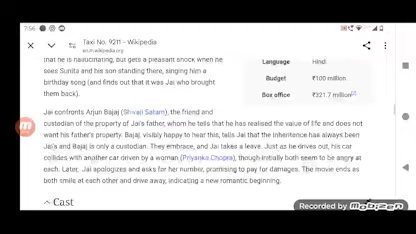 7:56
Taxi No. 9211 - Wikipedia
en.m.wikipedia.org
that he is hallucinating, but gets a pleasant shock when he
sees Sunita and his son standing there, singing him a
birthday song (and finds out that it was Jai who brought
them back).
Language Hindi
Budget ₹100 million
Box office ₹321.7 million[2]
Jai confronts Arjun Bajaj (Shivaji Satam), the friend and
custodian of the property of Jai's father, whom he tells that he has realised the value of life and does not
want his father's property. Bajaj, visibly happy to hear this, tells Jai that the inheritance has always been
Jai's and Bajaj is only a custodian. They embrace, and Jai takes a leave. Just as he drives out, his car
collides with another car driven by a woman (Priyanka Chopra), though initially both seem to be angry at
each. Later, Jai apologizes and asks for her number, promising to pay for damages. The movie ends as
both smile at each other and drive away, indicating a new romantic beginning.
Cast
Recorded by
MOBIZEN